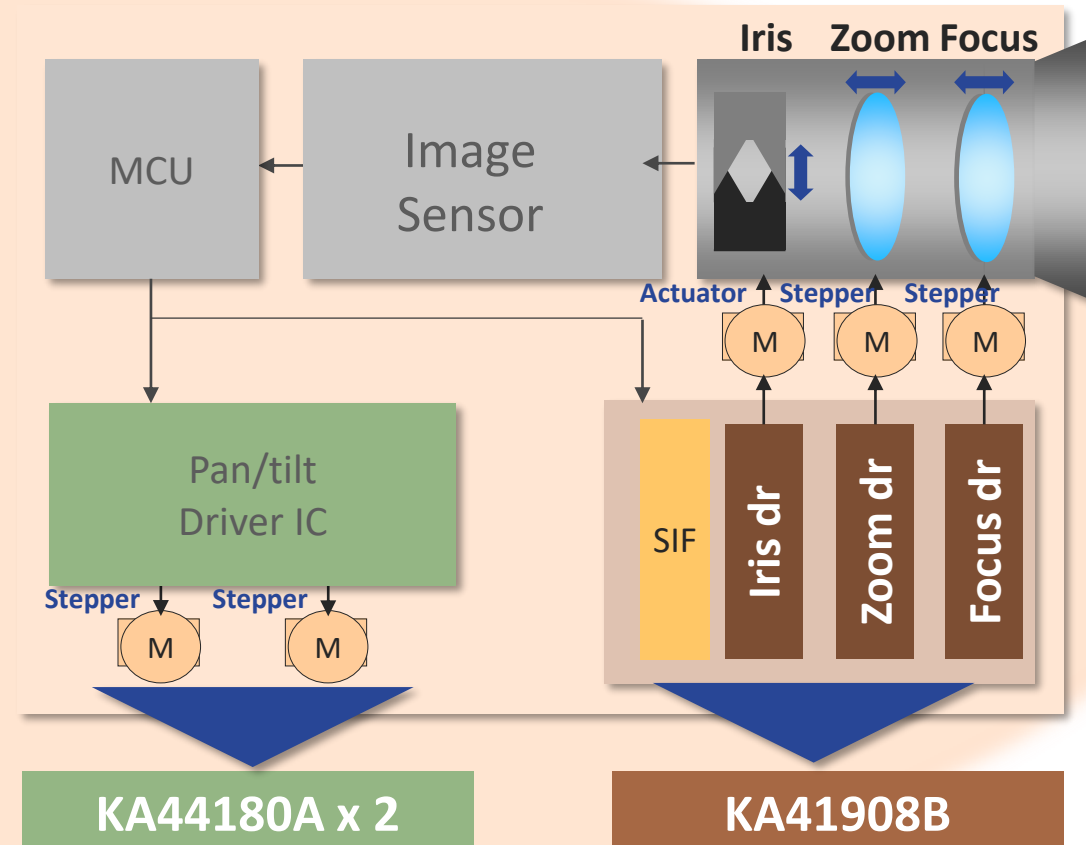 Iris Zoom Focus
MCU
Image
Sensor
Actuator Stepper Stepper
M M M
Pan/tilt
Driver IC
SIF
Iris dr
Zoom dr
Focus dr
Stepper Stepper
M M
KA44180A x 2
KA41908B